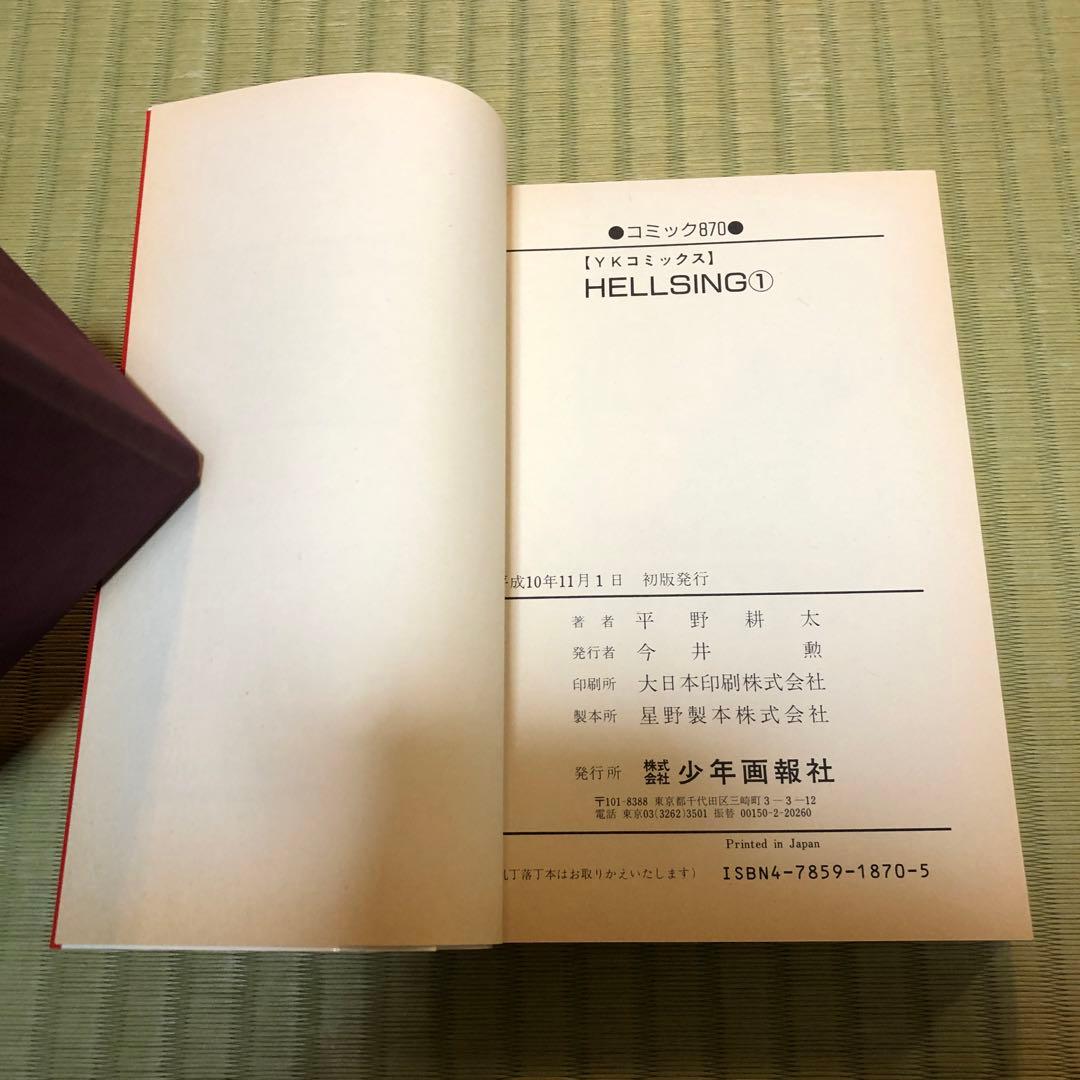 ●コミック870●
【YKコミックス】
HELLSING①
成10年11月1日 初版発行
著者 平野耕太
発行者 今井勲
印刷所 大日本印刷株式会社
製本所 星野製本株式会社
発行所 株式会社 少年画報社
〒101-8388 東京都千代田区三崎町3-3-12
電話 東京03(3262)3501 振替 00150-2-20260
Printed in Japan
丁落丁本はお取りかえいたします) ISBN4-7859-1870-5